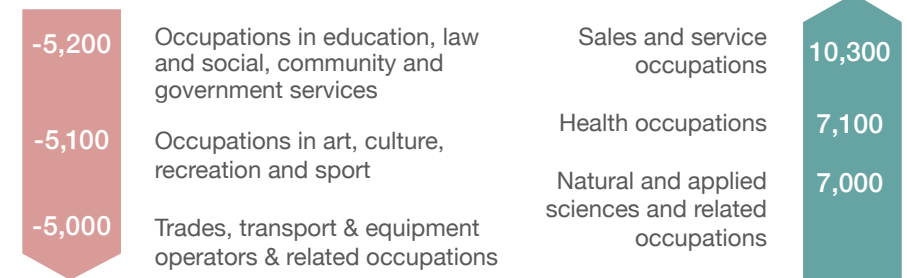 -5,200
Occupations in education, law
and social, community and
government services
-5,100
Occupations in art, culture,
recreation and sport
-5,000
Trades, transport & equipment
operators & related occupations
Sales and service
occupations
10,300
Health occupations
7,100
Natural and applied
sciences and related
occupations
7,000